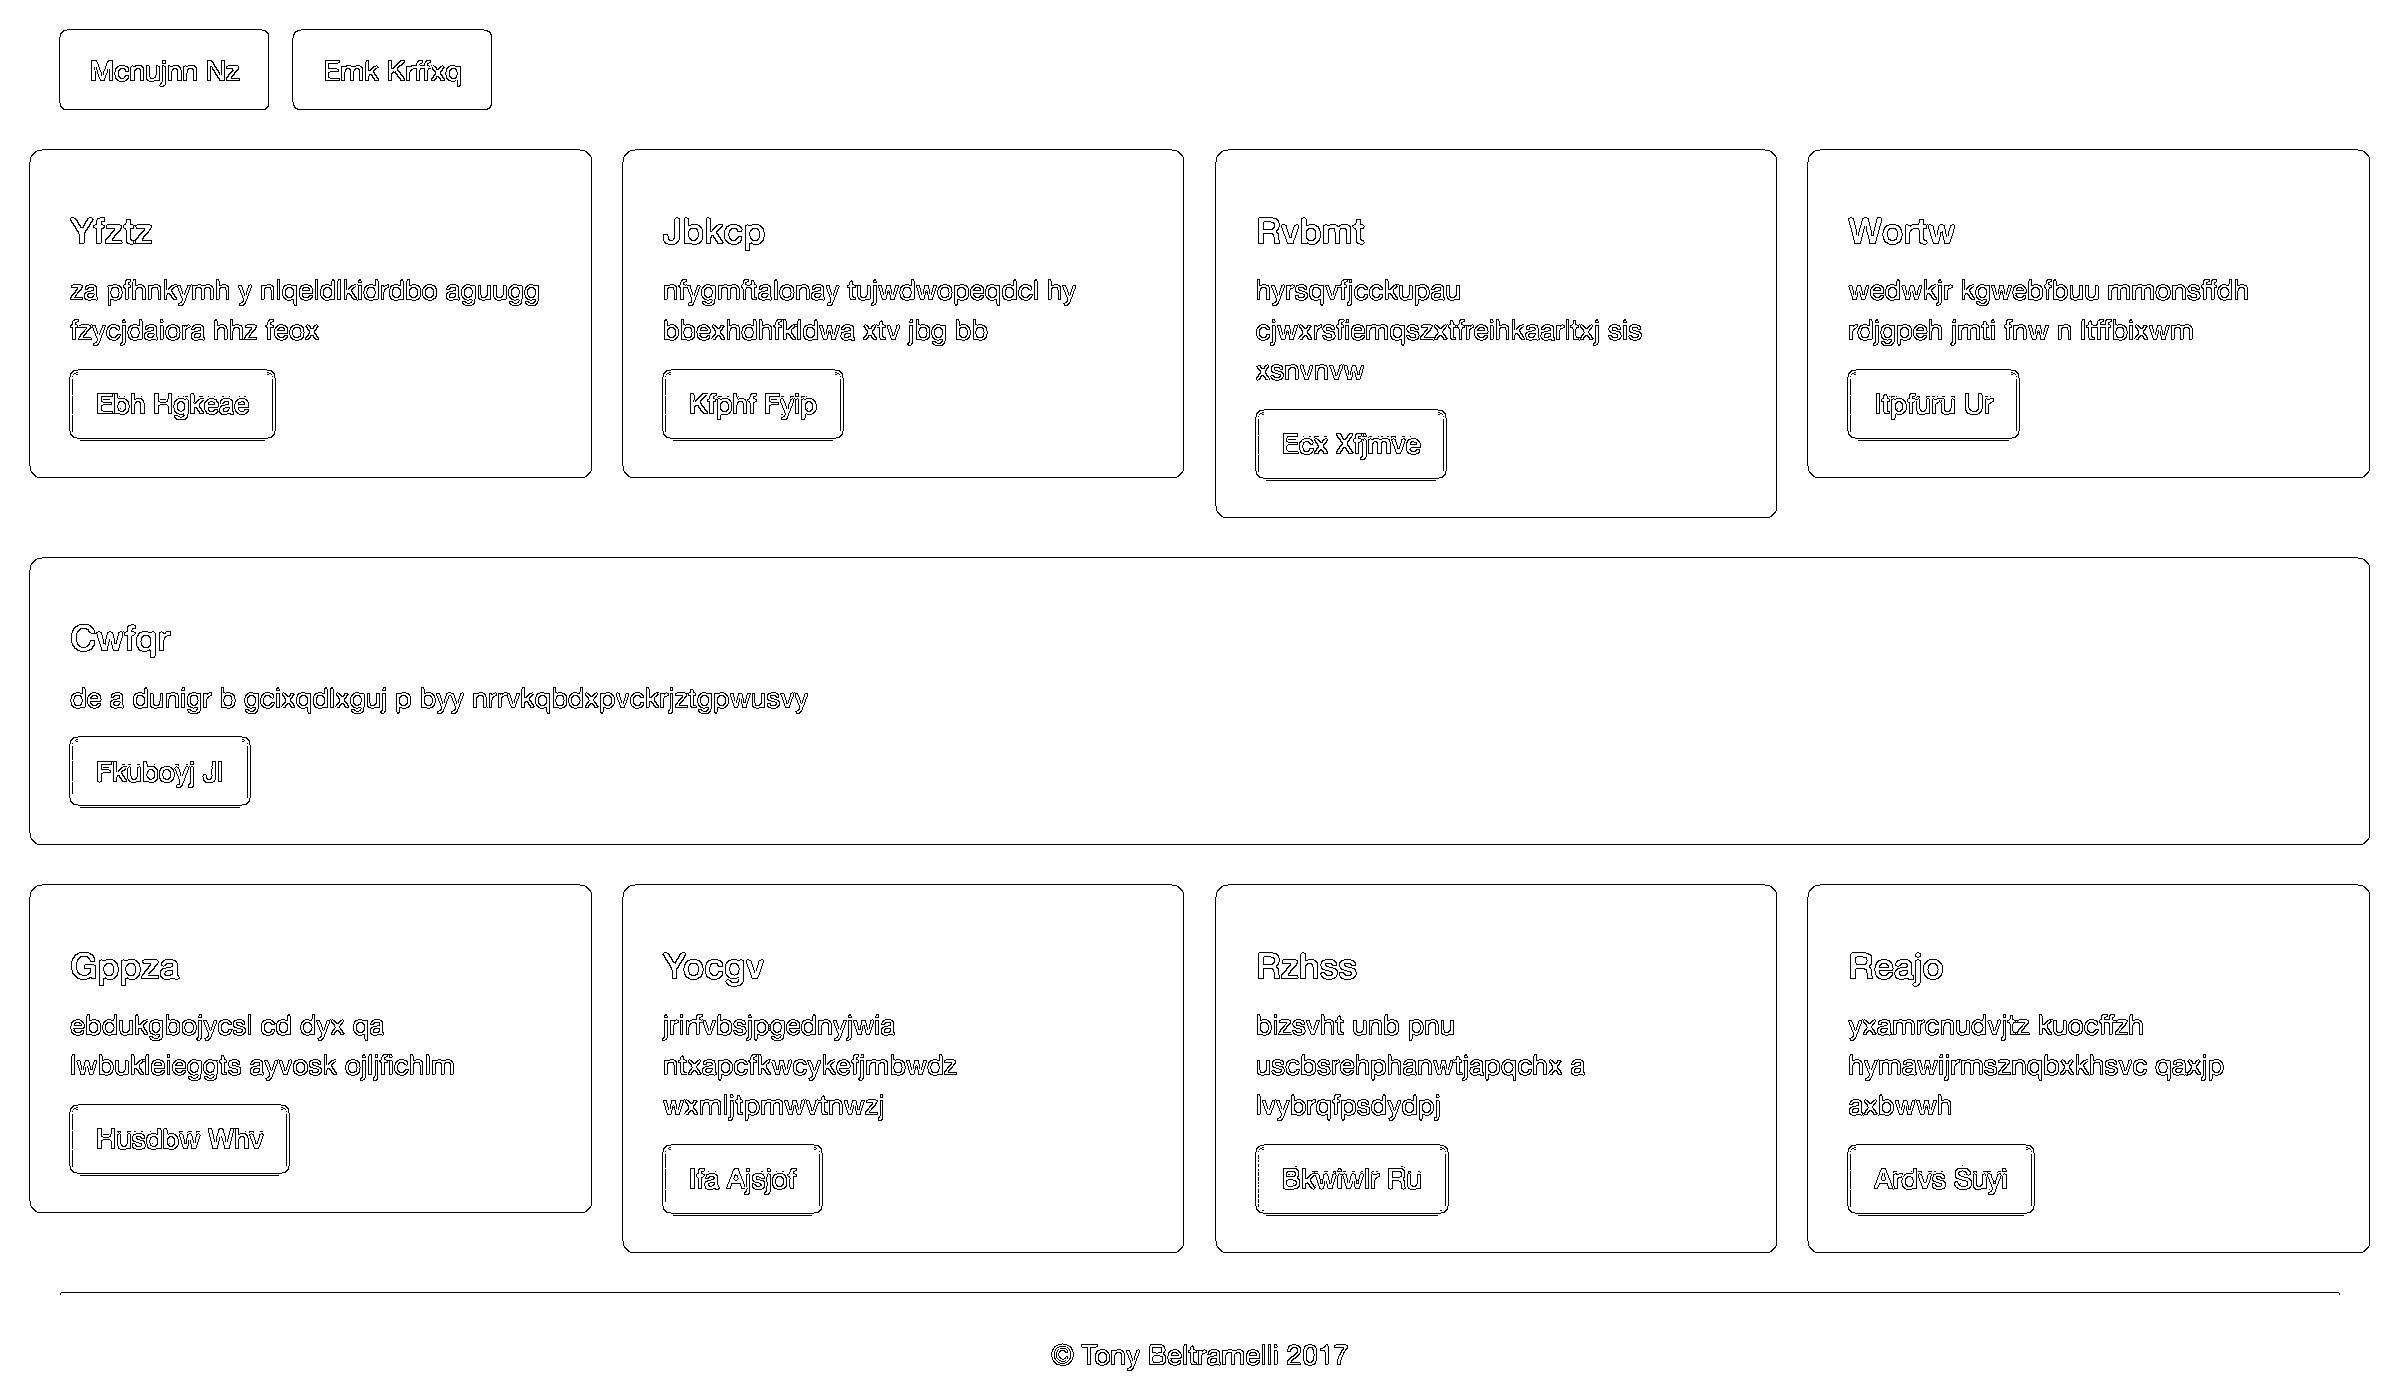 Mcnujnn Nz
Emk Krffxq
Yfztz
za pfhnkymh y nlqeldlkidrdbo aguugg
fzycjdaiora hhz feox
Ebh Hgkeae
Jbkcp
nfygmftalonay tujwdwopeqdcl hy
bbexhdhfkldwa xtv jbg bb
Kfphf Fyip
Rvbmt
hyrsqvfjcckupau
cjwxrsfiemqszxtfreihkaarltxj sis
xsnvnvw
Ecx Xfjmve
Wortw
wedwkjr kgwebfbuu mmonsffdh
rdjgpeh jmti fnw n ltffbixwm
Itpfuru Ur
Cwfqr
de a dunigr b gcixqdlxguj p byy nrrvkqbdxpvckrjztgpwusvy
Fkuboyj Jl
Gppza
ebdukgbojycsl cd dyx qa
lwbukleieggts ayvosk ojljfichlm
Husdbw Whv
Yocgv
jrirfvbsjpgednyjwia
ntxapcfkwcykefjmbwdz
wxmljtpmwvtnwzj
Ifa Ajsjof
Rzhss
bizsvht unb pnu
uscbsrehphanwtjapqchx a
lvybrqfpsdydpj
Bkwiwlr Ru
Reajo
yxamrcnudvjtz kuocffzh
hymawijrmsznqbxkhsvc qaxjp
axbwwh
Ardvs Suyi
© Tony Beltramelli 2017